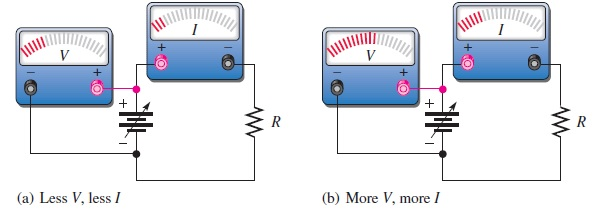 V
I
− +
+ −
+
−
R
(a) Less V, less I
V
I
− +
+ −
+
−
R
(b) More V, more I